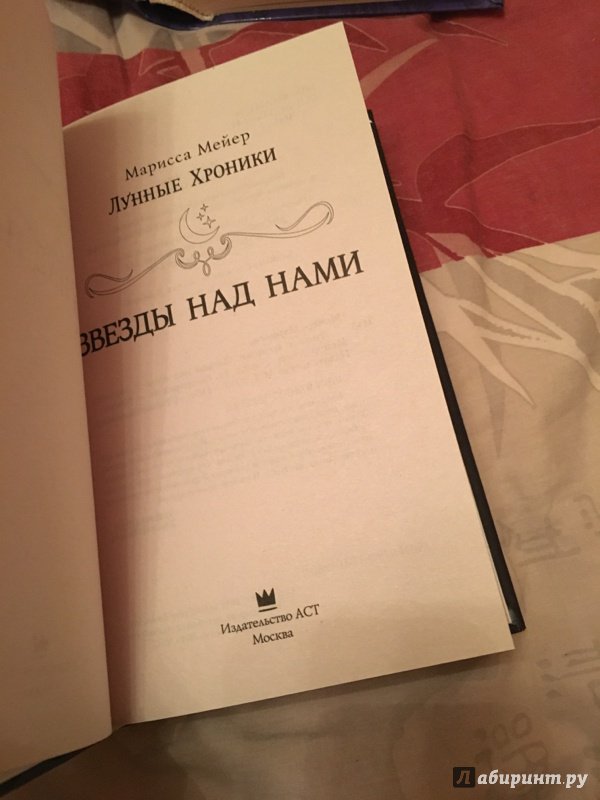 Марисса Мейер
Лунные Хроники
ЗВЕЗДЫ НАД НАМИ
Издательство АСТ
Москва
Лабиринт.ру